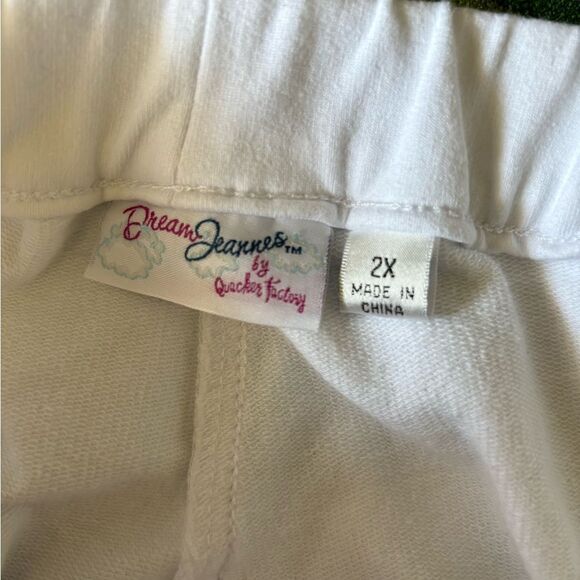 Dream Jeannes™
by
Quacker Factory
2X
MADE IN
CHINA